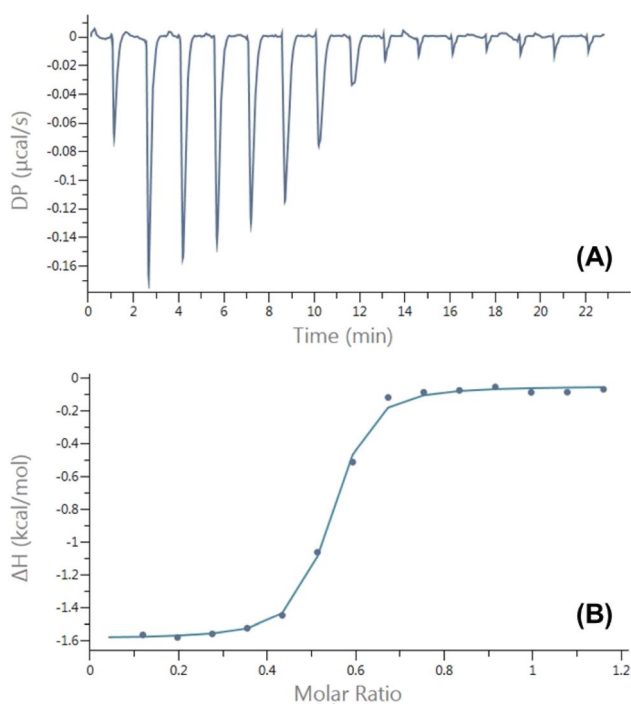 0
-0.02
-0.04
-0.06
-0.08
-0.1
-0.12
-0.14
-0.16
DP (µcal/s)
(A)
0 2 4 6 8 10 12 14 16 18 20 22
Time (min)
0
-0.2
-0.4
-0.6
-0.8
-1
-1.2
-1.4
-1.6
ΔH (kcal/mol)
(B)
0 0.2 0.4 0.6 0.8 1 1.2
Molar Ratio